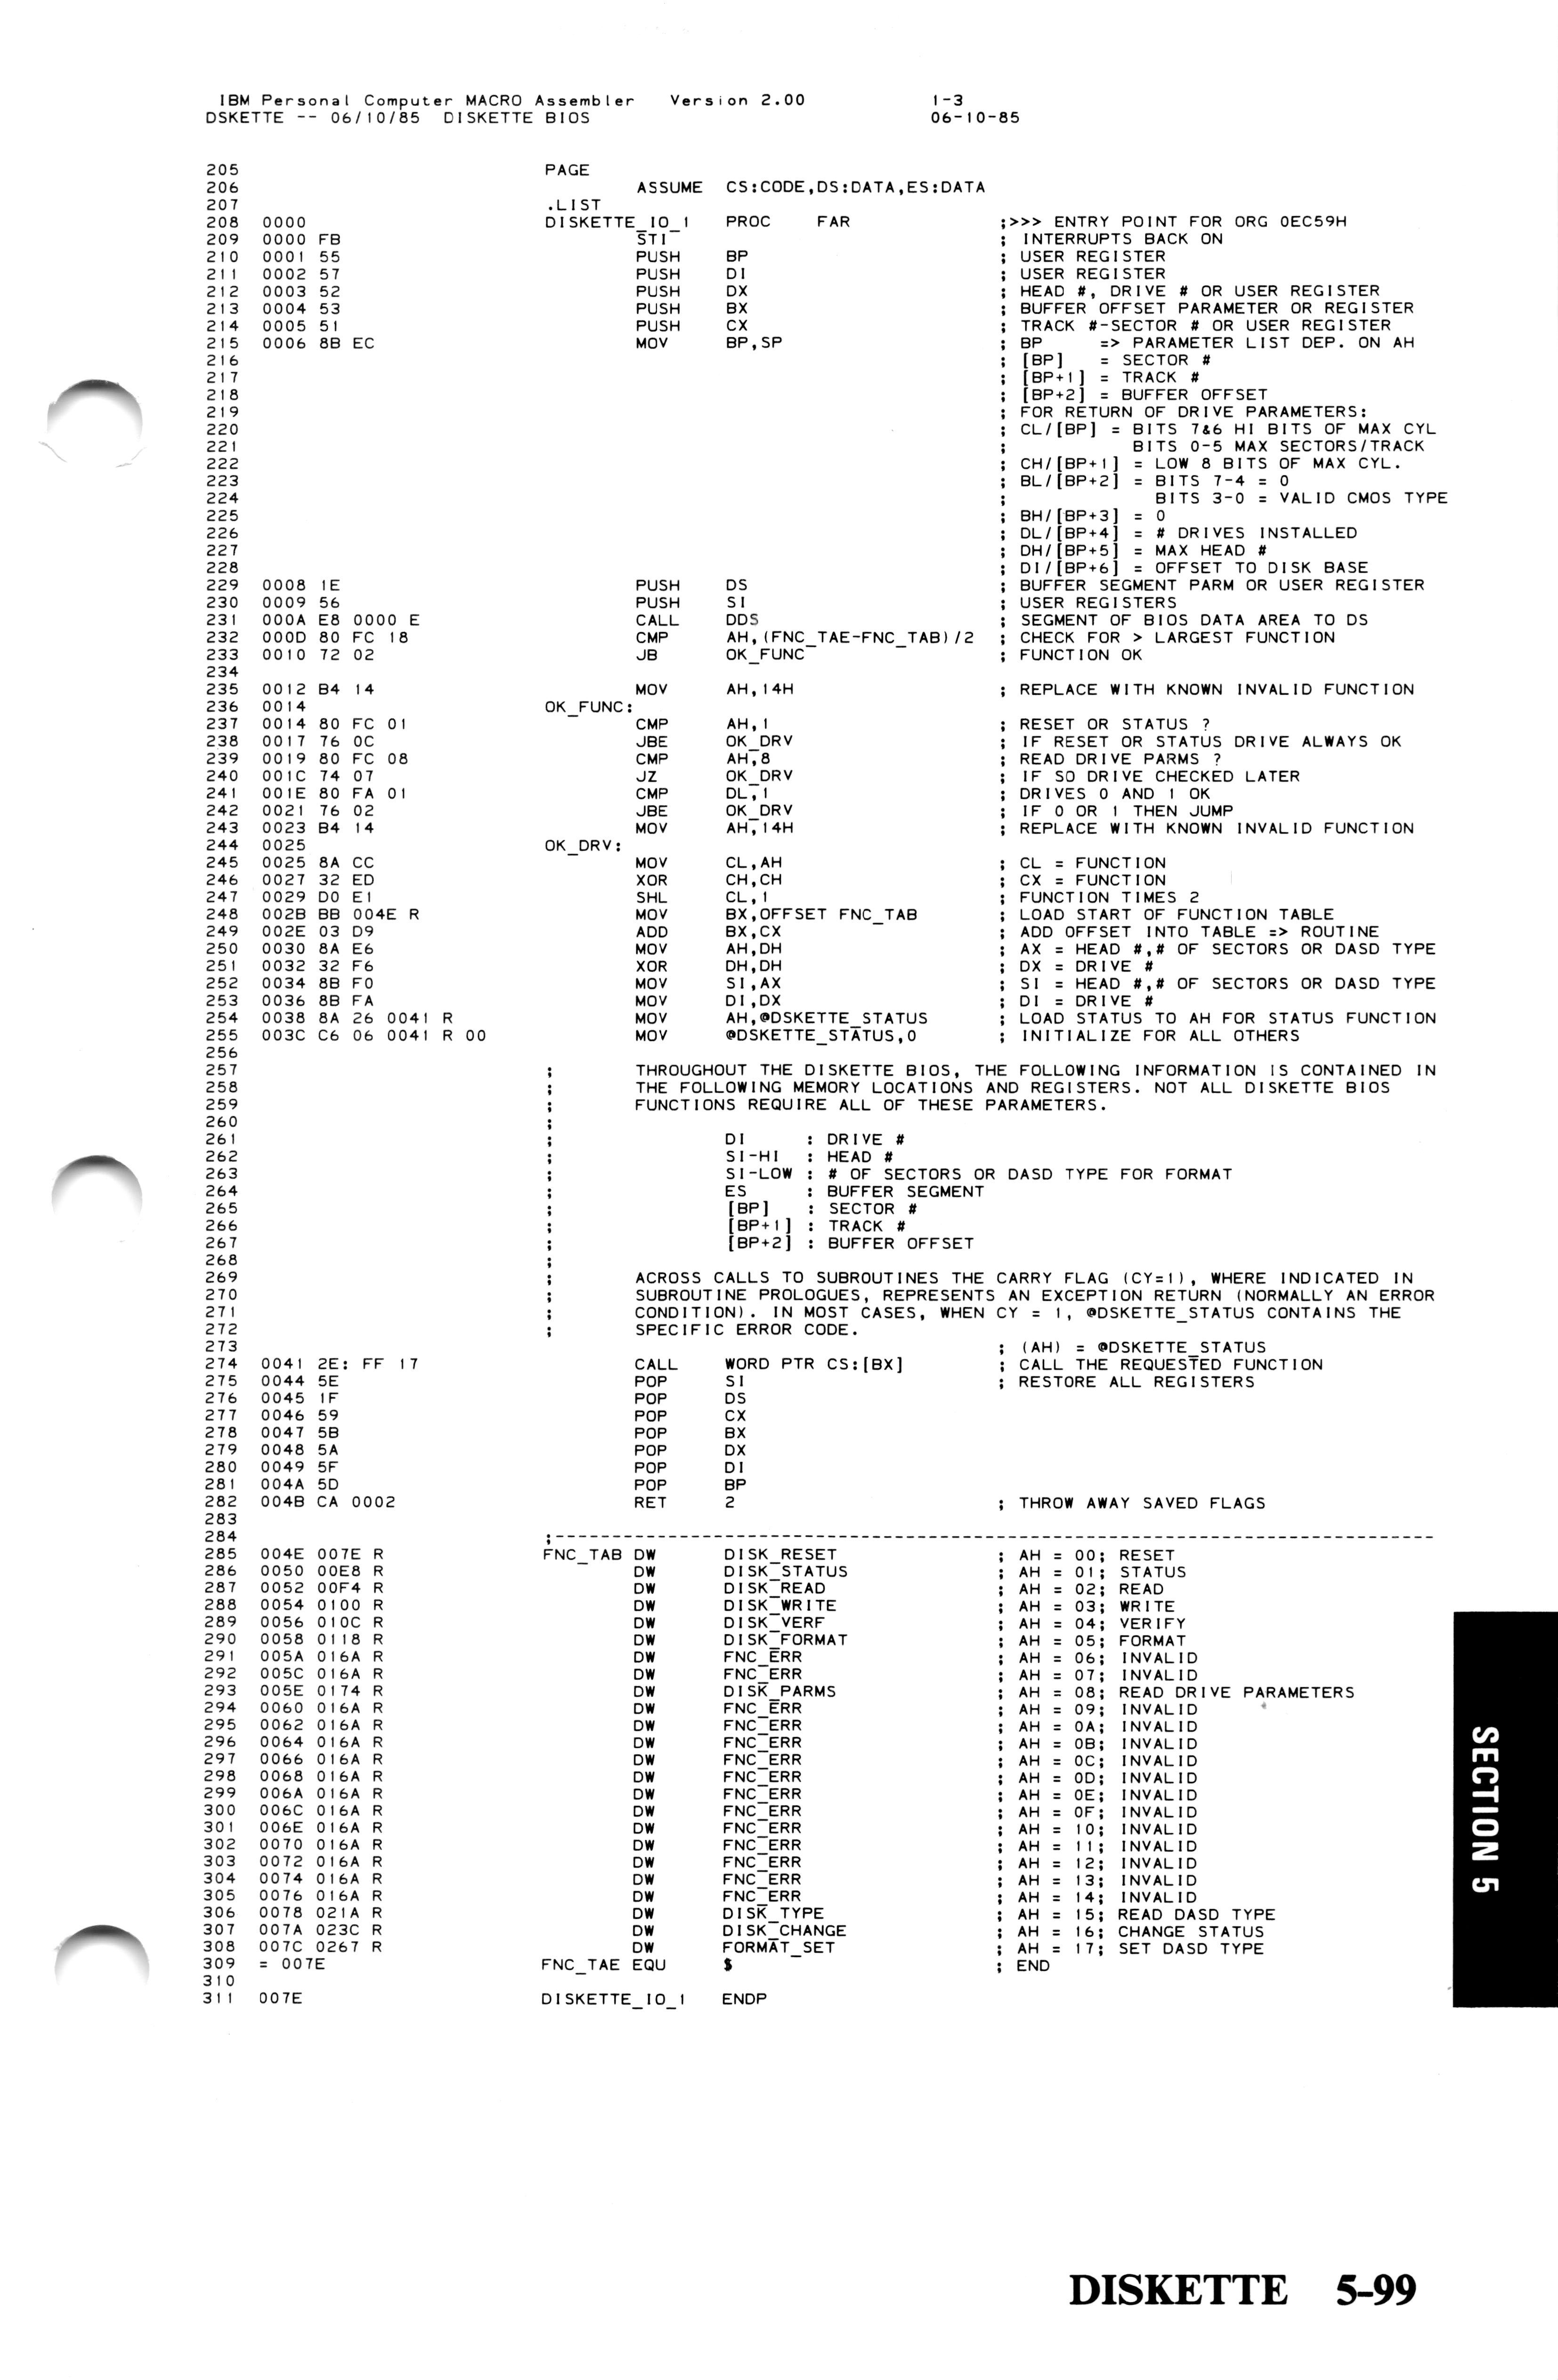 IBM Personal Computer MACRO Assembler   Version 2.00   1-3
DSKETTE -- 06/10/85  DISKETTE BIOS   06-10-85
205   PAGE
206   ASSUME  CS:CODE,DS:DATA,ES:DATA
207   .LIST
208  0000   DISKETTE_IO_1  PROC  FAR   ;>>> ENTRY POINT FOR ORG 0EC59H
209  0000 FB   STI   ; INTERRUPTS BACK ON
210  0001 55   PUSH  BP   ; USER REGISTER
211  0002 57   PUSH  DI   ; USER REGISTER
212  0003 52   PUSH  DX   ; HEAD #, DRIVE # OR USER REGISTER
213  0004 53   PUSH  BX   ; BUFFER OFFSET PARAMETER OR REGISTER
214  0005 51   PUSH  CX   ; TRACK #-SECTOR # OR USER REGISTER
215  0006 8B EC   MOV  BP,SP   ; BP     => PARAMETER LIST DEP. ON AH
216   ; [BP]   = SECTOR #
217   ; [BP+1] = TRACK #
218   ; [BP+2] = BUFFER OFFSET
219   ; FOR RETURN OF DRIVE PARAMETERS:
220   ; CL/[BP] = BITS 7&6 HI BITS OF MAX CYL
221   ;           BITS 0-5 MAX SECTORS/TRACK
222   ; CH/[BP+1] = LOW 8 BITS OF MAX CYL.
223   ; BL/[BP+2] = BITS 7-4 = 0
224   ;             BITS 3-0 = VALID CMOS TYPE
225   ; BH/[BP+3] = 0
226   ; DL/[BP+4] = # DRIVES INSTALLED
227   ; DH/[BP+5] = MAX HEAD #
228   ; DI/[BP+6] = OFFSET TO DISK BASE
229  0008 1E   PUSH  DS   ; BUFFER SEGMENT PARM OR USER REGISTER
230  0009 56   PUSH  SI   ; USER REGISTERS
231  000A E8 0000 E   CALL  DDS   ; SEGMENT OF BIOS DATA AREA TO DS
232  000D 80 FC 18   CMP  AH,(FNC_TAE-FNC_TAB)/2   ; CHECK FOR > LARGEST FUNCTION
233  0010 72 02   JB  OK_FUNC   ; FUNCTION OK
234
235  0012 B4 14   MOV  AH,14H   ; REPLACE WITH KNOWN INVALID FUNCTION
236  0014   OK_FUNC:
237  0014 80 FC 01   CMP  AH,1   ; RESET OR STATUS ?
238  0017 76 0C   JBE  OK_DRV   ; IF RESET OR STATUS DRIVE ALWAYS OK
239  0019 80 FC 08   CMP  AH,8   ; READ DRIVE PARMS ?
240  001C 74 07   JZ  OK_DRV   ; IF SO DRIVE CHECKED LATER
241  001E 80 FA 01   CMP  DL,1   ; DRIVES 0 AND 1 OK
242  0021 76 02   JBE  OK_DRV   ; IF 0 OR 1 THEN JUMP
243  0023 B4 14   MOV  AH,14H   ; REPLACE WITH KNOWN INVALID FUNCTION
244  0025   OK_DRV:
245  0025 8A CC   MOV  CL,AH   ; CL = FUNCTION
246  0027 32 ED   XOR  CH,CH   ; CX = FUNCTION
247  0029 D0 E1   SHL  CL,1   ; FUNCTION TIMES 2
248  002B BB 004E R   MOV  BX,OFFSET FNC_TAB   ; LOAD START OF FUNCTION TABLE
249  002E 03 D9   ADD  BX,CX   ; ADD OFFSET INTO TABLE => ROUTINE
250  0030 8A E6   MOV  AH,DH   ; AX = HEAD #,# OF SECTORS OR DASD TYPE
251  0032 32 F6   XOR  DH,DH   ; DX = DRIVE #
252  0034 8B F0   MOV  SI,AX   ; SI = HEAD #,# OF SECTORS OR DASD TYPE
253  0036 8B FA   MOV  DI,DX   ; DI = DRIVE #
254  0038 8A 26 0041 R   MOV  AH,@DSKETTE_STATUS   ; LOAD STATUS TO AH FOR STATUS FUNCTION
255  003C C6 06 0041 R 00   MOV  @DSKETTE_STATUS,0   ; INITIALIZE FOR ALL OTHERS
256
257   ;   THROUGHOUT THE DISKETTE BIOS, THE FOLLOWING INFORMATION IS CONTAINED IN
258   ;   THE FOLLOWING MEMORY LOCATIONS AND REGISTERS. NOT ALL DISKETTE BIOS
259   ;   FUNCTIONS REQUIRE ALL OF THESE PARAMETERS.
260   ;
261   ;   DI     : DRIVE #
262   ;   SI-HI  : HEAD #
263   ;   SI-LOW : # OF SECTORS OR DASD TYPE FOR FORMAT
264   ;   ES     : BUFFER SEGMENT
265   ;   [BP]   : SECTOR #
266   ;   [BP+1] : TRACK #
267   ;   [BP+2] : BUFFER OFFSET
268   ;
269   ;   ACROSS CALLS TO SUBROUTINES THE CARRY FLAG (CY=1), WHERE INDICATED IN
270   ;   SUBROUTINE PROLOGUES, REPRESENTS AN EXCEPTION RETURN (NORMALLY AN ERROR
271   ;   CONDITION). IN MOST CASES, WHEN CY = 1, @DSKETTE_STATUS CONTAINS THE
272   ;   SPECIFIC ERROR CODE.
273   ; (AH) = @DSKETTE_STATUS
274  0041 2E: FF 17   CALL  WORD PTR CS:[BX]   ; CALL THE REQUESTED FUNCTION
275  0044 5E   POP  SI   ; RESTORE ALL REGISTERS
276  0045 1F   POP  DS
277  0046 59   POP  CX
278  0047 5B   POP  BX
279  0048 5A   POP  DX
280  0049 5F   POP  DI
281  004A 5D   POP  BP
282  004B CA 0002   RET  2   ; THROW AWAY SAVED FLAGS
283
284   ;-----------------------------------------------------------------------------
285  004E 007E R   FNC_TAB DW  DISK_RESET   ; AH = 00; RESET
286  0050 00E8 R   DW  DISK_STATUS   ; AH = 01; STATUS
287  0052 00F4 R   DW  DISK_READ   ; AH = 02; READ
288  0054 0100 R   DW  DISK_WRITE   ; AH = 03; WRITE
289  0056 010C R   DW  DISK_VERF   ; AH = 04; VERIFY
290  0058 0118 R   DW  DISK_FORMAT   ; AH = 05; FORMAT
291  005A 016A R   DW  FNC_ERR   ; AH = 06; INVALID
292  005C 016A R   DW  FNC_ERR   ; AH = 07; INVALID
293  005E 0174 R   DW  DISK_PARMS   ; AH = 08; READ DRIVE PARAMETERS
294  0060 016A R   DW  FNC_ERR   ; AH = 09; INVALID
295  0062 016A R   DW  FNC_ERR   ; AH = 0A; INVALID
296  0064 016A R   DW  FNC_ERR   ; AH = 0B; INVALID
297  0066 016A R   DW  FNC_ERR   ; AH = 0C; INVALID
298  0068 016A R   DW  FNC_ERR   ; AH = 0D; INVALID
299  006A 016A R   DW  FNC_ERR   ; AH = 0E; INVALID
300  006C 016A R   DW  FNC_ERR   ; AH = 0F; INVALID
301  006E 016A R   DW  FNC_ERR   ; AH = 10; INVALID
302  0070 016A R   DW  FNC_ERR   ; AH = 11; INVALID
303  0072 016A R   DW  FNC_ERR   ; AH = 12; INVALID
304  0074 016A R   DW  FNC_ERR   ; AH = 13; INVALID
305  0076 016A R   DW  FNC_ERR   ; AH = 14; INVALID
306  0078 021A R   DW  DISK_TYPE   ; AH = 15; READ DASD TYPE
307  007A 023C R   DW  DISK_CHANGE   ; AH = 16; CHANGE STATUS
308  007C 0267 R   DW  FORMAT_SET   ; AH = 17; SET DASD TYPE
309  = 007E   FNC_TAE EQU  $   ; END
310
311  007E   DISKETTE_IO_1  ENDP
SECTION 5
DISKETTE   5-99